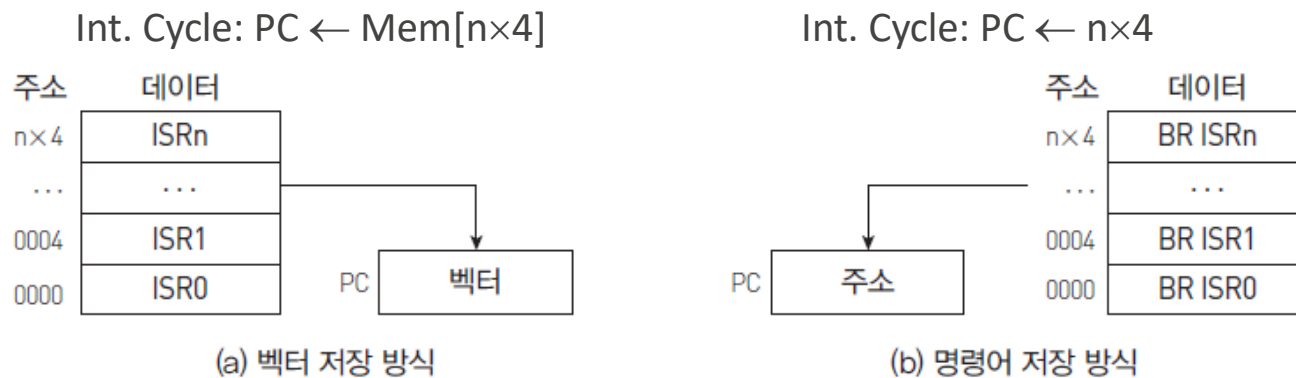 Int. Cycle: PC ← Mem[n×4]
주소 데이터
n×4 ISRn
... ...
0004 ISR1
0000 ISR0
PC 벡터
(a) 벡터 저장 방식
Int. Cycle: PC ← n×4
주소 데이터
n×4 BR ISRn
... ...
0004 BR ISR1
0000 BR ISR0
PC 주소
(b) 명령어 저장 방식